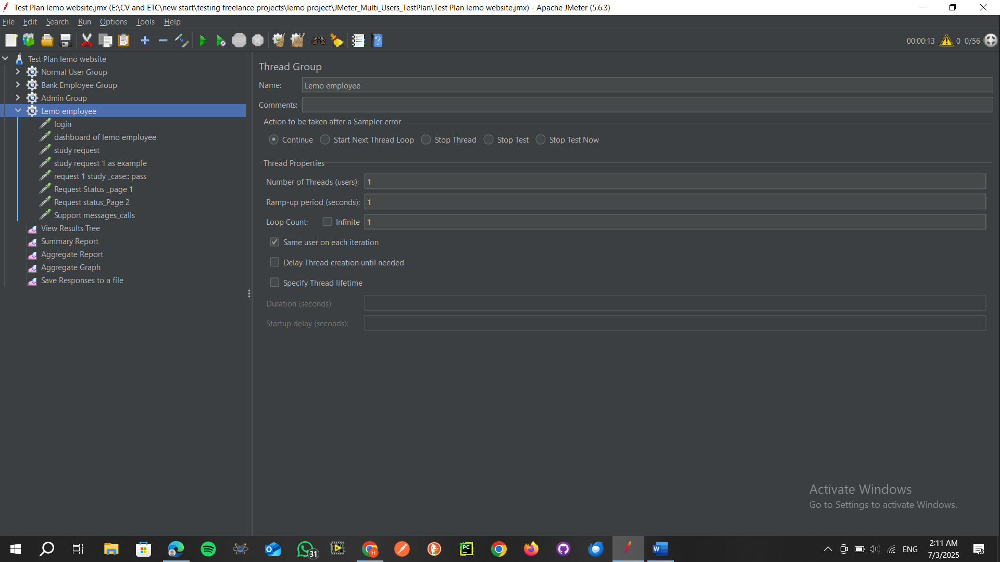 Test Plan lemo website.jmx (E:\CV and ETC\new start\testing freelance projects\lemo project\JMeter_Multi_Users_TestPlan\Test Plan lemo website.jmx) - Apache JMeter (5.6.3)
File Edit Search Run Options Tools Help
STOP
00:00:13 0 0/56
Test Plan lemo website
Normal User Group
Bank Employee Group
Admin Group
Lemo employee
login
dashboard of lemo employee
study request
study request 1 as example
request 1 study _case:: pass
Request Status _page 1
Request status_Page 2
Support messages_calls
View Results Tree
Summary Report
Aggregate Report
Aggregate Graph
Save Responses to a file
Thread Group
Name: Lemo employee
Comments:
Action to be taken after a Sampler error
Continue Start Next Thread Loop Stop Thread Stop Test Stop Test Now
Thread Properties
Number of Threads (users): 1
Ramp-up period (seconds): 1
Loop Count: Infinite 1
Same user on each iteration
Delay Thread creation until needed
Specify Thread lifetime
Duration (seconds):
Startup delay (seconds):
Activate Windows
Go to Settings to activate Windows.
31
H
PC
W
ENG
2:11 AM
7/3/2025